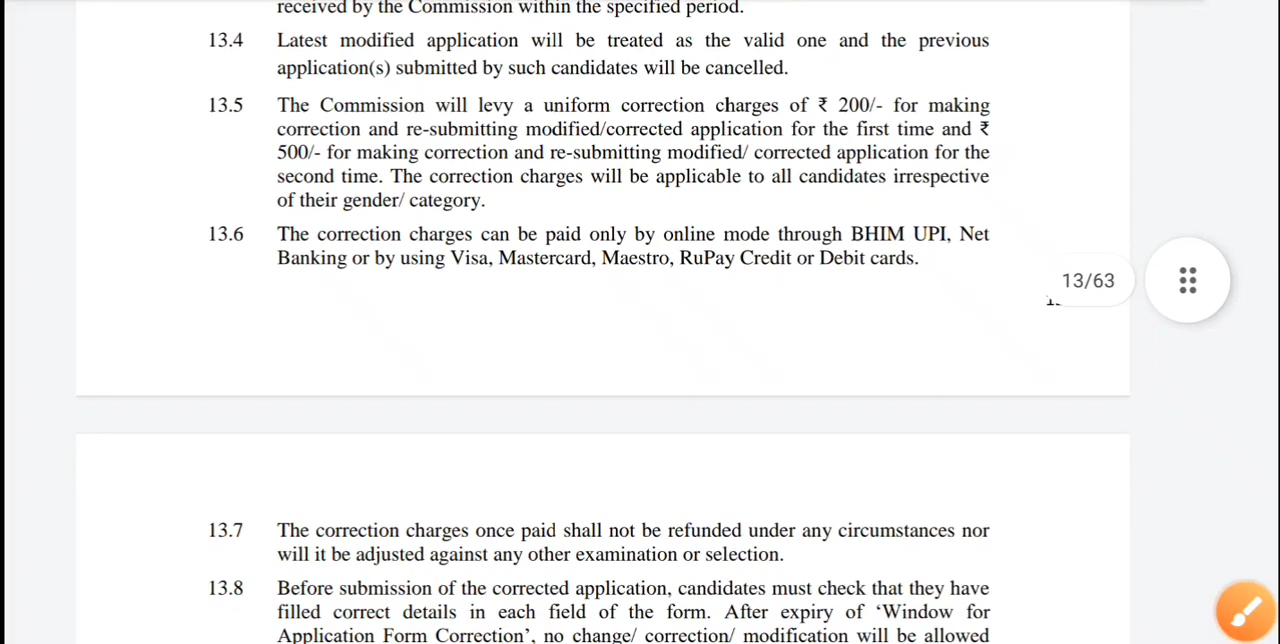 received by the Commission within the specified period.
13.4 Latest modified application will be treated as the valid one and the previous
application(s) submitted by such candidates will be cancelled.
13.5 The Commission will levy a uniform correction charges of ₹ 200/- for making
correction and re-submitting modified/corrected application for the first time and ₹
500/- for making correction and re-submitting modified/ corrected application for the
second time. The correction charges will be applicable to all candidates irrespective
of their gender/ category.
13.6 The correction charges can be paid only by online mode through BHIM UPI, Net
Banking or by using Visa, Mastercard, Maestro, RuPay Credit or Debit cards.
13/63
13.7 The correction charges once paid shall not be refunded under any circumstances nor
will it be adjusted against any other examination or selection.
13.8 Before submission of the corrected application, candidates must check that they have
filled correct details in each field of the form. After expiry of ‘Window for
Application Form Correction’, no change/ correction/ modification will be allowed